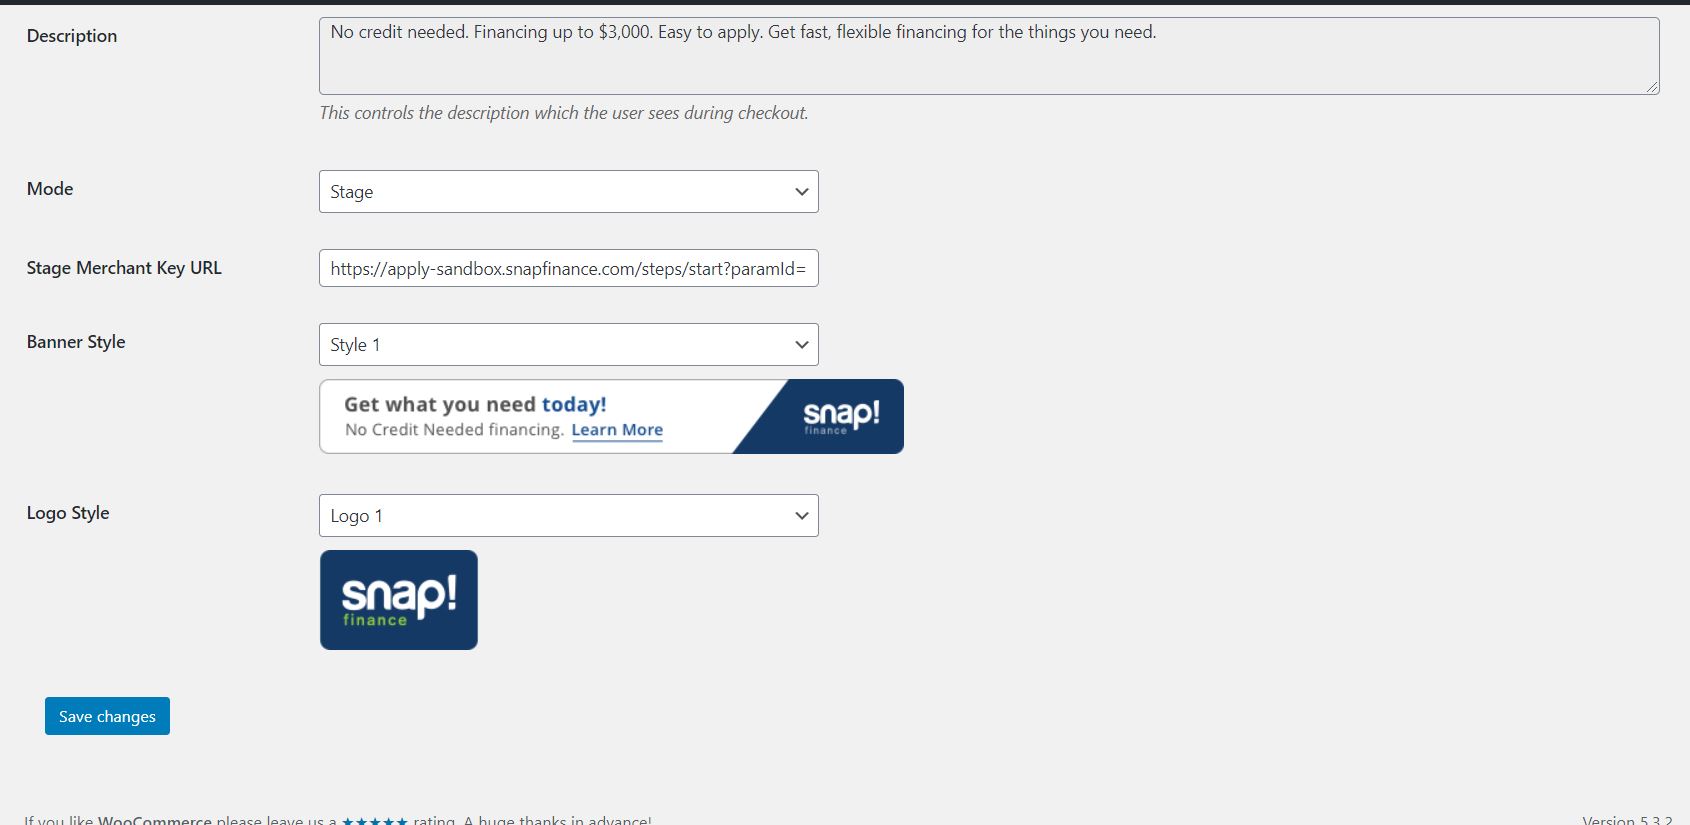 Description
No credit needed. Financing up to $3,000. Easy to apply. Get fast, flexible financing for the things you need.
This controls the description which the user sees during checkout.
Mode
Stage
Stage Merchant Key URL
https://apply-sandbox.snapfinance.com/steps/start?paramId=
Banner Style
Style 1
Get what you need today!
No Credit Needed financing. Learn More
snap!
finance
Logo Style
Logo 1
snap!
finance
Save changes
If you like WooCommerce please leave us a ★★★★★ rating. A huge thanks in advance!
Version 5.3.2